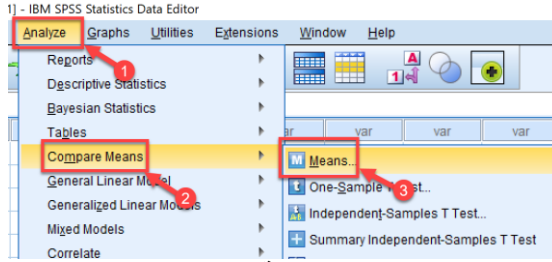 1] - IBM SPSS Statistics Data Editor
Analyze Graphs Utilities Extensions Window Help
Reports
1
Descriptive Statistics
Bayesian Statistics
Tables
var var var var
Compare Means
Means...
General Linear Model
2
One-Sample T Test...
3
Generalized Linear Models
Independent-Samples T Test...
Mixed Models
Summary Independent-Samples T Test
Correlate